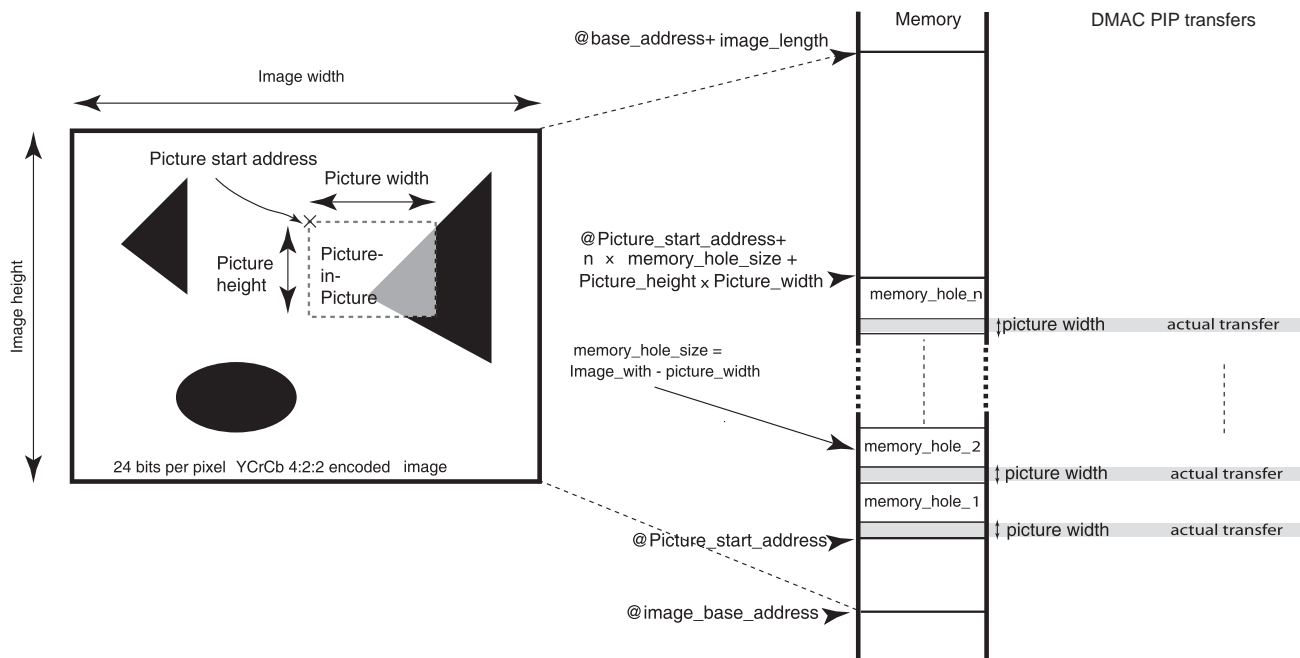 Memory
DMAC PIP transfers
@base_address+ image_length
Image width
Picture start address
Picture width
Picture
height
Picture-
in-
Picture
Image height
24 bits per pixel YCrCb 4:2:2 encoded image
@Picture_start_address+
n x memory_hole_size +
Picture_height x Picture_width
memory_hole_n
picture width
actual transfer
memory_hole_size =
Image_with - picture_width
memory_hole_2
picture width
actual transfer
memory_hole_1
picture width
actual transfer
@Picture_start_address
@image_base_address